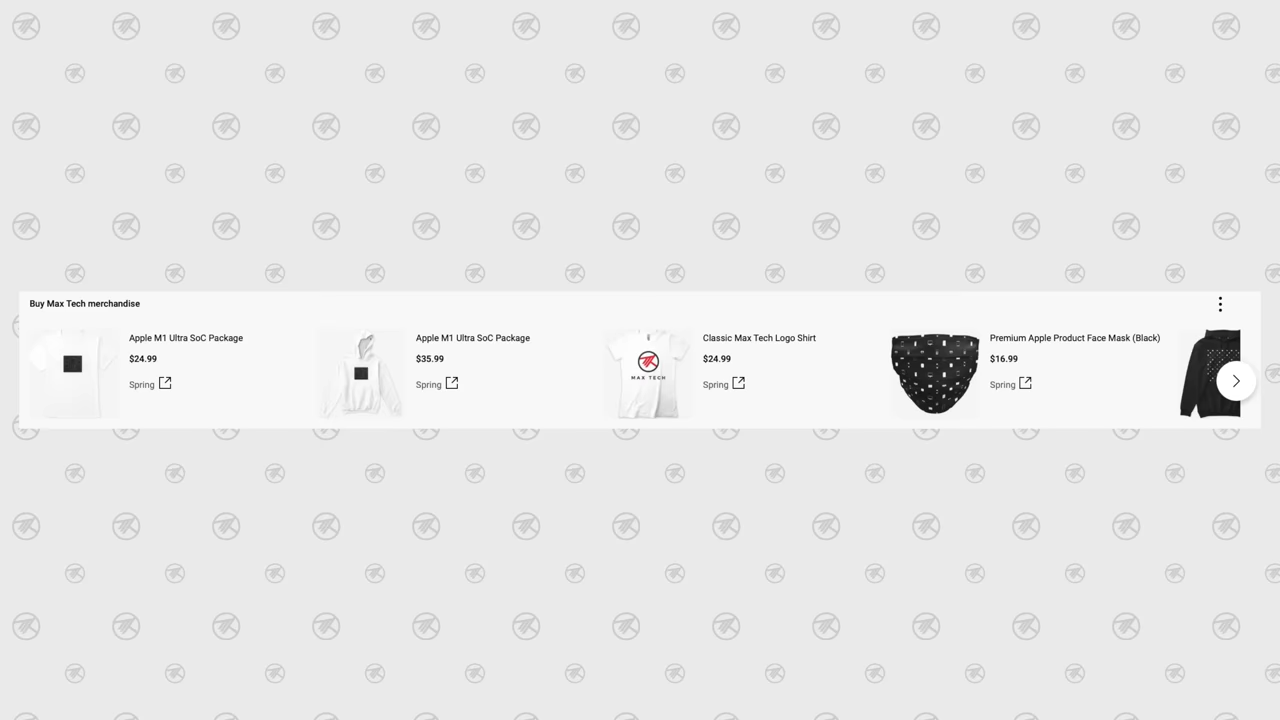 Buy Max Tech merchandise
Apple M1 Ultra SoC Package
$24.99
Spring
Apple M1 Ultra SoC Package
$35.99
Spring
MAX TECH
Classic Max Tech Logo Shirt
$24.99
Spring
Premium Apple Product Face Mask (Black)
$16.99
Spring